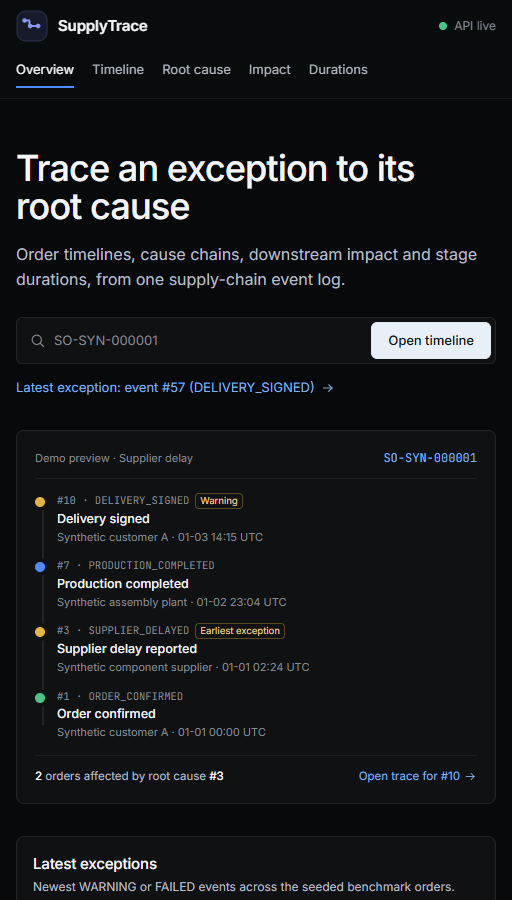 SupplyTrace
API live
Overview Timeline Root cause Impact Durations
Trace an exception to its
root cause
Order timelines, cause chains, downstream impact and stage
durations, from one supply-chain event log.
SO-SYN-000001 Open timeline
Latest exception: event #57 (DELIVERY_SIGNED) →
Demo preview · Supplier delay SO-SYN-000001
#10 · DELIVERY_SIGNED Warning
Delivery signed
Synthetic customer A · 01-03 14:15 UTC
#7 · PRODUCTION_COMPLETED
Production completed
Synthetic assembly plant · 01-02 23:04 UTC
#3 · SUPPLIER_DELAYED Earliest exception
Supplier delay reported
Synthetic component supplier · 01-01 02:24 UTC
#1 · ORDER_CONFIRMED
Order confirmed
Synthetic customer A · 01-01 00:00 UTC
2 orders affected by root cause #3 Open trace for #10 →
Latest exceptions
Newest WARNING or FAILED events across the seeded benchmark orders.